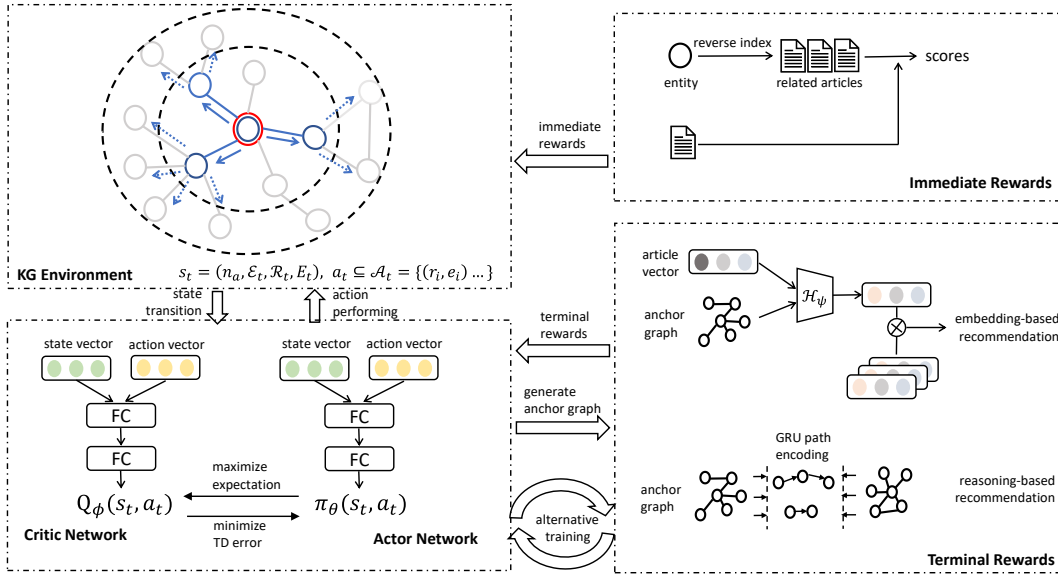 KG Environment
s_t = (n_a, ℰ_t, ℛ_t, E_t), a_t ⊆ 𝒜_t = {(r_i, e_i) ...}
immediate
rewards
reverse index
entity
related articles
scores
Immediate Rewards
state
transition
action
performing
state vector
action vector
FC
FC
Q_ϕ(s_t, a_t)
Critic Network
maximize
expectation
minimize
TD error
state vector
action vector
FC
FC
π_θ(s_t, a_t)
Actor Network
terminal
rewards
generate
anchor graph
alternative
training
article
vector
anchor
graph
ℋ_ψ
embedding-based
recommendation
GRU path
encoding
anchor
graph
reasoning-based
recommendation
Terminal Rewards